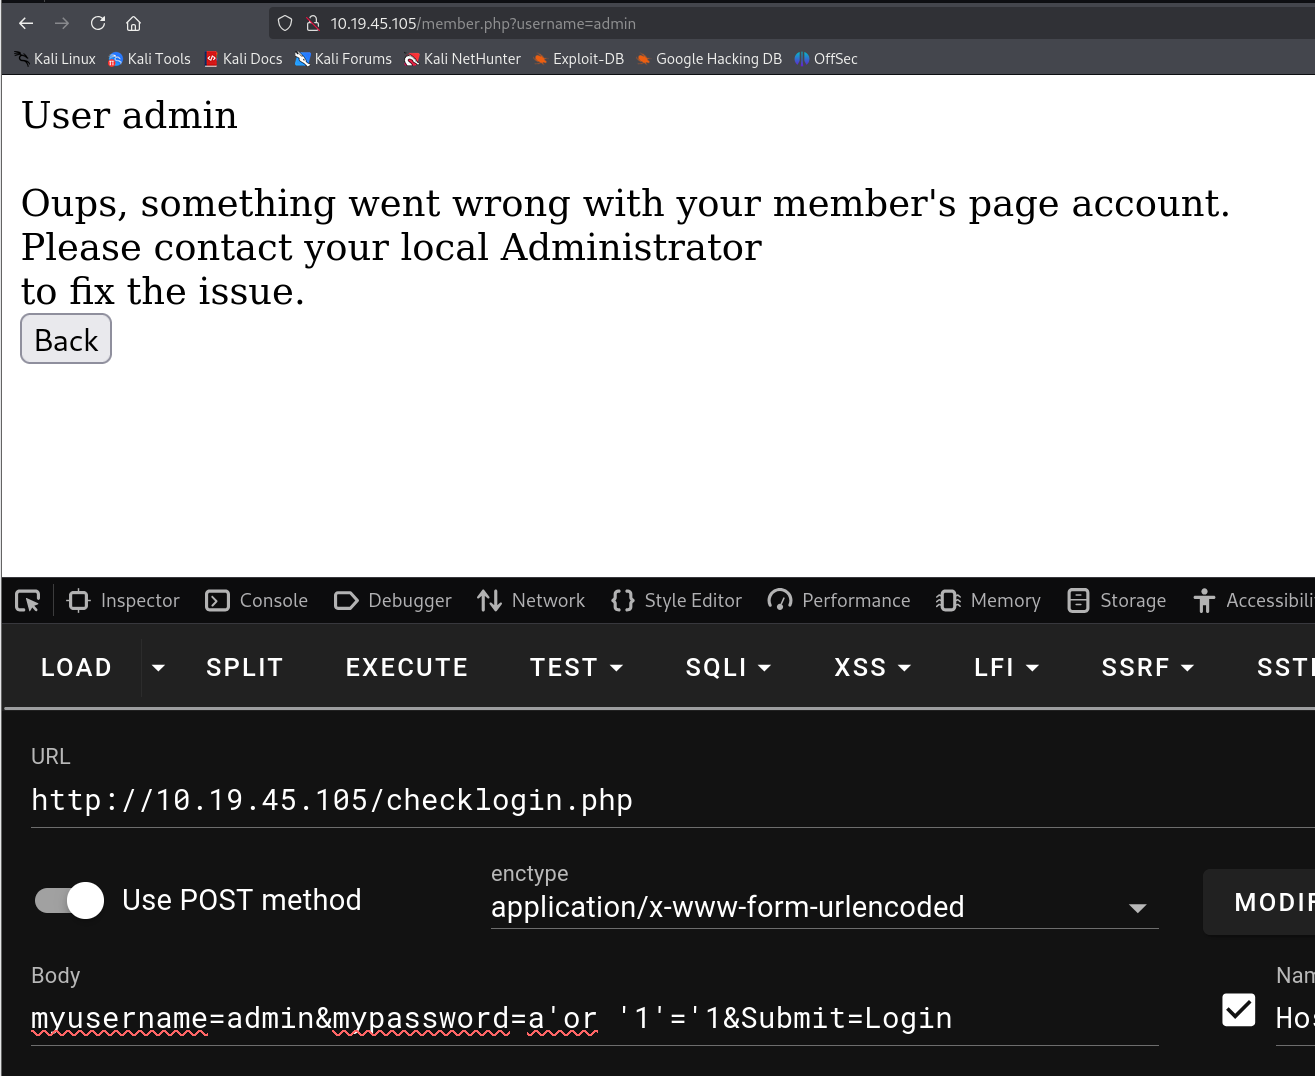 10.19.45.105/member.php?username=admin
Kali Linux Kali Tools Kali Docs Kali Forums Kali NetHunter Exploit-DB Google Hacking DB OffSec
User admin
Oups, something went wrong with your member's page account.
Please contact your local Administrator
to fix the issue.
Back
Inspector Console Debugger Network Style Editor Performance Memory Storage Accessibili
LOAD SPLIT EXECUTE TEST SQLI XSS LFI SSRF SSTI
URL
http://10.19.45.105/checklogin.php
enctype
Use POST method application/x-www-form-urlencoded MODIF
Body Nam
myusername=admin&mypassword=a'or '1'='1&Submit=Login Hos